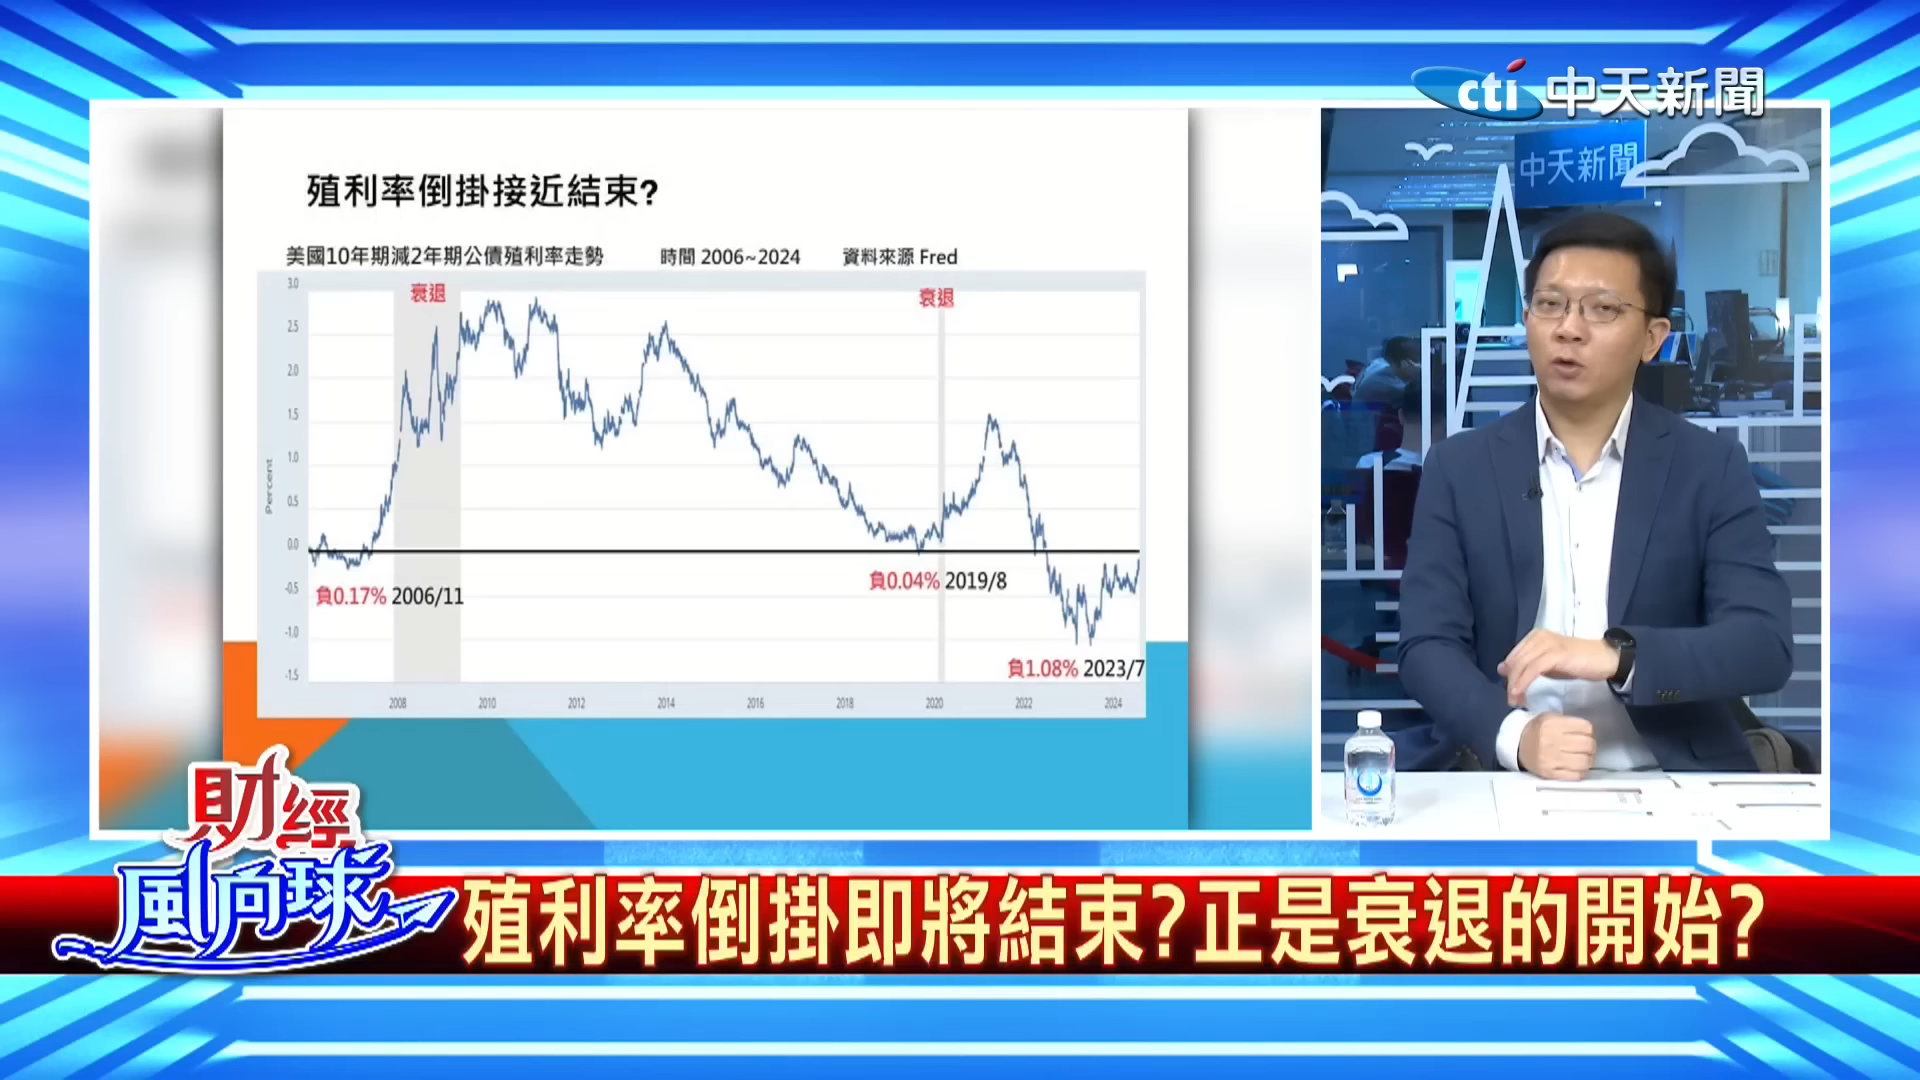 cti 中天新聞
中天新聞
殖利率倒掛接近結束?
美國10年期減2年期公債殖利率走勢 時間 2006~2024 資料來源 Fred
3.0
2.5
2.0
1.5
1.0
0.5
0.0
-0.5
-1.0
-1.5
Percent
衰退
衰退
負0.17% 2006/11
負0.04% 2019/8
負1.08% 2023/7
2008 2010 2012 2014 2016 2018 2020 2022 2024
財經
風向球
殖利率倒掛即將結束?正是衰退的開始?